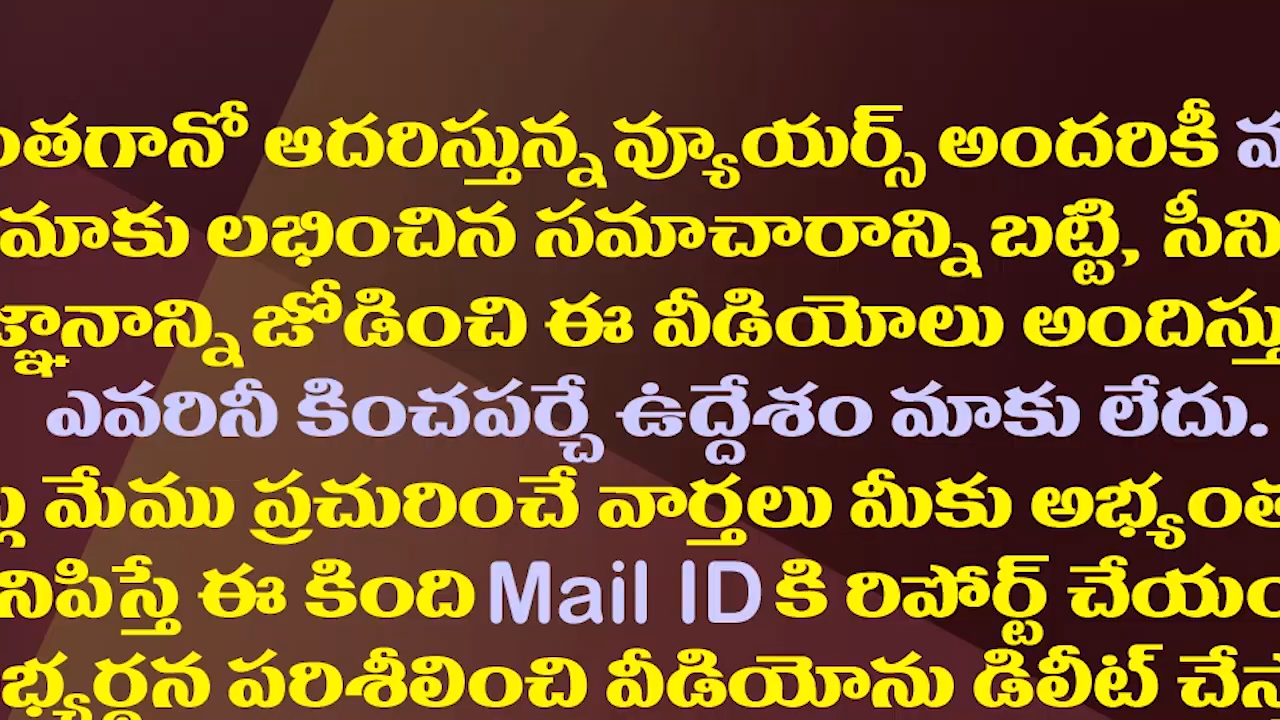 ంతగానో ఆదరిస్తున్న వ్యూయర్స్ అందరికీ
మాకు లభించిన సమాచారాన్ని బట్టి, సీని
జ్ఞానాన్ని జోడించి ఈ వీడియోలు అందిస్తు
ఎవరినీ కించపర్చే ఉద్దేశం మాకు లేదు.
మేము ప్రచురించే వార్తలు మీకు అభ్యంత
నిపిస్తే ఈ కింది Mail ID కి రిపోర్ట్ చేయం
భ్యర్థన పరిశీలించి వీడియోను డిలీట్ చేస